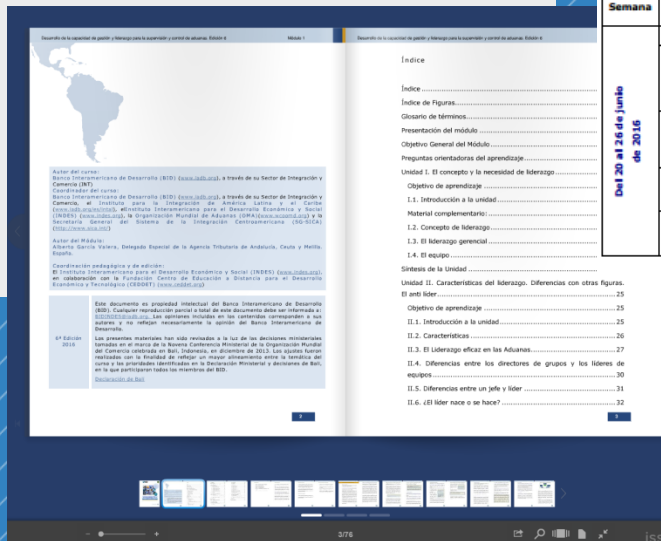 Desarrollo de la capacidad de gestión y liderazgo para la supervisión y control de aduanas. Edición 6 Módulo 1
Autor del curso:
Banco Interamericano de Desarrollo (BID) (www.iadb.org), a través de su Sector de Integración y
Comercio (INT)
Coordinador del curso:
Banco Interamericano de Desarrollo (BID) (www.iadb.org), a través de su Sector de Integración y
Comercio, el Instituto para la Integración de América Latina y el Caribe
(www.iadb.org/es/intal), el Instituto Interamericano para el Desarrollo Económico y Social
(INDES) (www.indes.org), la Organización Mundial de Aduanas (OMA)(www.wcoomd.org) y la
Secretaría General del Sistema de la Integración Centroamericana (SG-SICA)
(http://www.sica.int/)
Autor del Módulo:
Alberto García Valera, Delegado Especial de la Agencia Tributaria de Andalucía, Ceuta y Melilla.
España.
Coordinación pedagógica y de edición:
El Instituto Interamericano para el Desarrollo Económico y Social (INDES) (www.indes.org),
en colaboración con la Fundación Centro de Educación a Distancia para el Desarrollo
Económico y Tecnológico (CEDDET) (www.ceddet.org)
6ª Edición
2016
Este documento es propiedad intelectual del Banco Interamericano de Desarrollo
(BID). Cualquier reproducción parcial o total de este documento debe ser informada a:
BIDINDES@iadb.org. Las opiniones incluidas en los contenidos corresponden a sus
autores y no reflejan necesariamente la opinión del Banco Interamericano de
Desarrollo.
Los presentes materiales han sido revisados a la luz de las decisiones ministeriales
tomadas en el marco de la Novena Conferencia Ministerial de la Organización Mundial
del Comercio celebrada en Bali, Indonesia, en diciembre de 2013. Los ajustes fueron
realizados con la finalidad de reflejar un mayor alineamiento entre la temática del
curso y las prioridades identificadas en la Declaración Ministerial y decisiones de Bali,
en la que participaron todos los miembros del BID.
Declaración de Bali
2
Desarrollo de la capacidad de gestión y liderazgo para la supervisión y control de aduanas. Edición 6
Índice
Índice
Índice de Figuras
Glosario de términos
Presentación del módulo
Objetivo General del Módulo
Preguntas orientadoras del aprendizaje
Unidad I. El concepto y la necesidad de liderazgo
Objetivo de aprendizaje
I.1. Introducción a la unidad
Material complementario:
I.2. Concepto de liderazgo
I.3. El liderazgo gerencial
I.4. El equipo
Síntesis de la Unidad
Unidad II. Características del liderazgo. Diferencias con otras figuras.
El anti líder 25
Objetivo de aprendizaje 25
II.1. Introducción a la unidad 25
II.2. Características 26
II.3. El Liderazgo eficaz en las Aduanas 27
II.4. Diferencias entre los directores de grupos y los líderes de
equipos 30
II.5. Diferencias entre un jefe y líder 31
II.6. ¿El líder nace o se hace? 32
3
Semana
Del 20 al 26 de junio
de 2016
3/76
iss